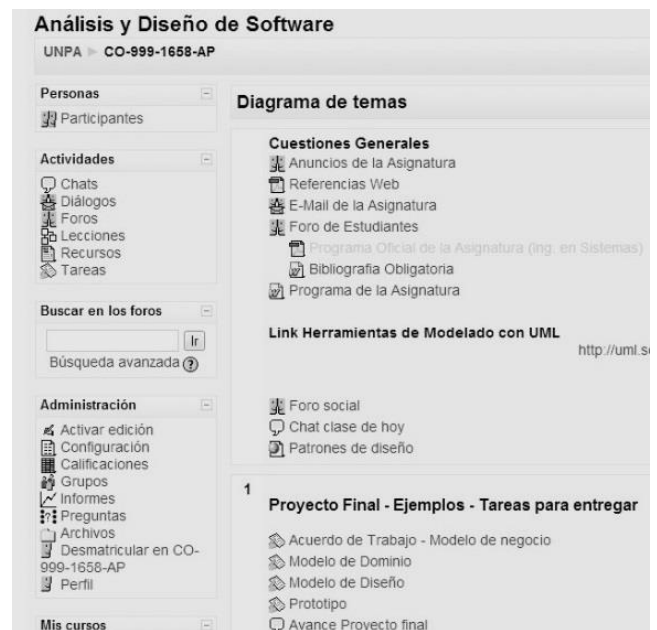 Análisis y Diseño de Software
UNPA ► CO-999-1658-AP
Personas
Participantes
Actividades
Chats
Diálogos
Foros
Lecciones
Recursos
Tareas
Buscar en los foros
Ir
Búsqueda avanzada ?
Administración
Activar edición
Configuración
Calificaciones
Grupos
Informes
Preguntas
Archivos
Desmatricular en CO-
999-1658-AP
Perfil
Mis cursos
Diagrama de temas
Cuestiones Generales
Anuncios de la Asignatura
Referencias Web
E-Mail de la Asignatura
Foro de Estudiantes
Programa Oficial de la Asignatura (Ing. en Sistemas)
Bibliografia Obligatoria
Programa de la Asignatura
Link Herramientas de Modelado con UML
http://uml.s
Foro social
Chat clase de hoy
Patrones de diseño
1
Proyecto Final - Ejemplos - Tareas para entregar
Acuerdo de Trabajo - Modelo de negocio
Modelo de Dominio
Modelo de Diseño
Prototipo
Avance Proyecto final